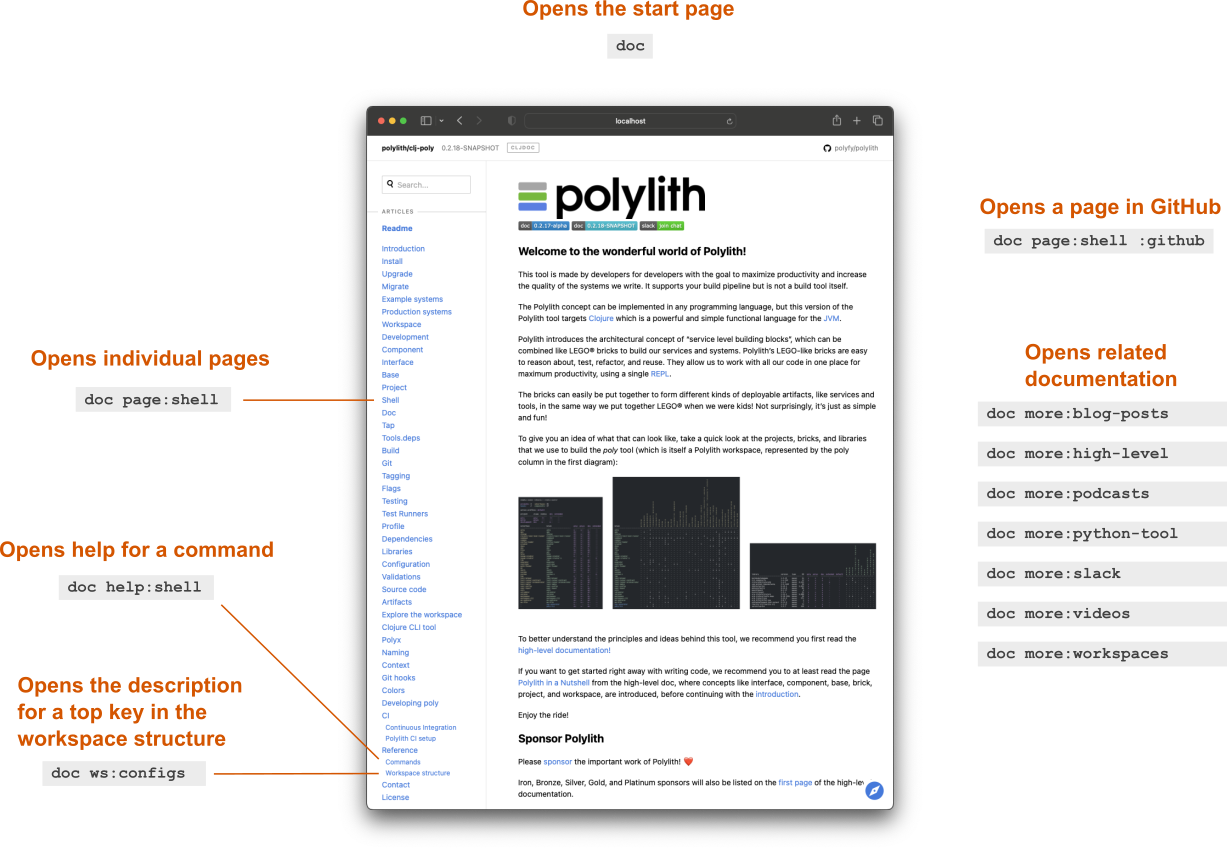 Opens the start page
doc
localhost
polylith/clj-poly 0.2.18-SNAPSHOT CLJDOC
polyfy/polylith
Search...
ARTICLES
Readme
Introduction
Install
Upgrade
Migrate
Example systems
Production systems
Workspace
Development
Component
Interface
Base
Project
Shell
Doc
Tap
Tools.deps
Build
Git
Tagging
Flags
Testing
Test Runners
Profile
Dependencies
Libraries
Configuration
Validations
Source code
Artifacts
Explore the workspace
Clojure CLI tool
Polyx
Naming
Context
Git hooks
Colors
Developing poly
CI
Continuous Integration
Polylith CI setup
Reference
Commands
Workspace structure
Contact
License
polylith
doc 0.2.17-alpha doc 0.2.18-SNAPSHOT slack join-chat
Welcome to the wonderful world of Polylith!
This tool is made by developers for developers with the goal to maximize productivity and increase
the quality of the systems we write. It supports your build pipeline but is not a build tool itself.
The Polylith concept can be implemented in any programming language, but this version of the
Polylith tool targets Clojure which is a powerful and simple functional language for the JVM.
Polylith introduces the architectural concept of "service level building blocks", which can be
combined like LEGO® bricks to build our services and systems. Polylith's LEGO-like bricks are easy
to reason about, test, refactor, and reuse. They allow us to work with all our code in one place for
maximum productivity, using a single REPL.
The bricks can easily be put together to form different kinds of deployable artifacts, like services and
tools, in the same way we put together LEGO® when we were kids! Not surprisingly, it's just as simple
and fun!
To give you an idea of what that can look like, take a quick look at the projects, bricks, and libraries
that we use to build the poly tool (which is itself a Polylith workspace, represented by the poly
column in the first diagram):
To better understand the principles and ideas behind this tool, we recommend you first read the
high-level documentation!
If you want to get started right away with writing code, we recommend you to at least read the page
Polylith in a Nutshell from the high-level doc, where concepts like interface, component, base, brick,
project, and workspace, are introduced, before continuing with the introduction.
Enjoy the ride!
Sponsor Polylith
Please sponsor the important work of Polylith! ❤️
Iron, Bronze, Silver, Gold, and Platinum sponsors will also be listed on the first page of the high-lev
documentation.
Opens individual pages
doc page:shell
Opens help for a command
doc help:shell
Opens the description
for a top key in the
workspace structure
doc ws:configs
Opens a page in GitHub
doc page:shell :github
Opens related
documentation
doc more:blog-posts
doc more:high-level
doc more:podcasts
doc more:python-tool
doc more:slack
doc more:videos
doc more:workspaces